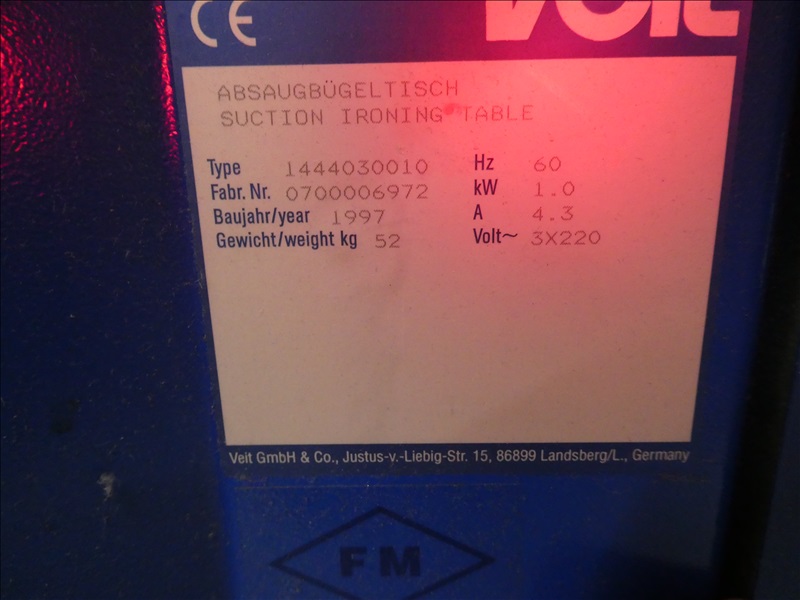 CE VEIT
ABSAUGBÜGELTISCH
SUCTION IRONING TABLE
Type 1444030010 Hz 60
Fabr. Nr. 0700006972 kW 1.0
Baujahr/year 1997 A 4.3
Gewicht/weight kg 52 Volt~ 3X220
Veit GmbH & Co., Justus-v.-Liebig-Str. 15, 86899 Landsberg/L., Germany
FM